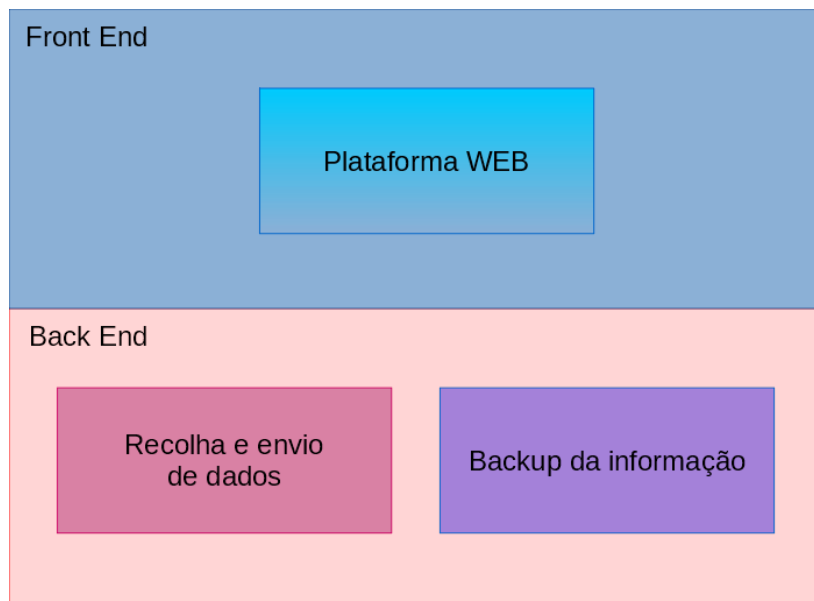 Front End
Plataforma WEB
Back End
Recolha e envio
de dados
Backup da informação